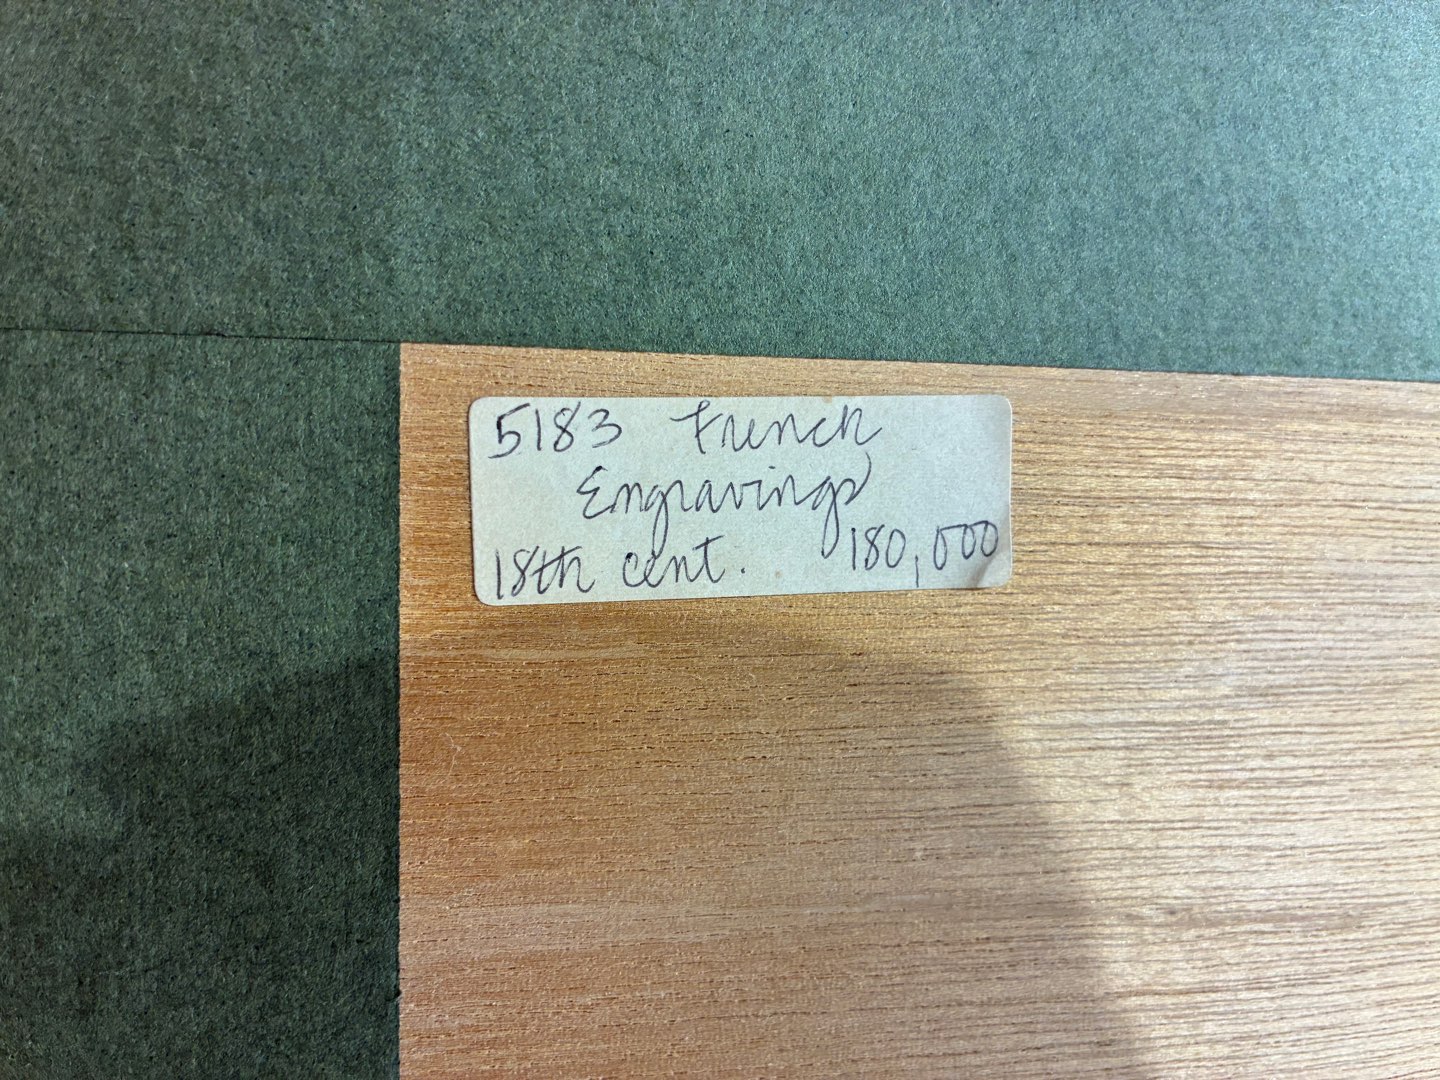 5183 French
Engravings
18th cent. 180,000